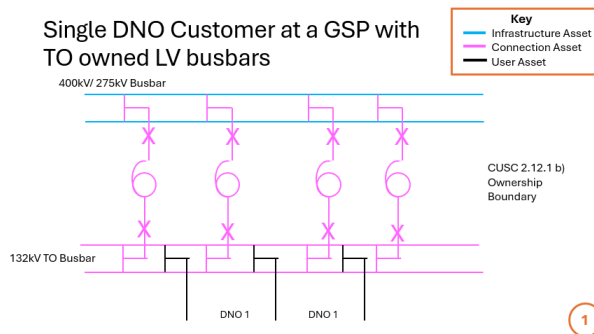 Single DNO Customer at a GSP with
TO owned LV busbars
Key
Infrastructure Asset
Connection Asset
User Asset
400kV/ 275kV Busbar
CUSC 2.12.1 b)
Ownership
Boundary
132kV TO Busbar
DNO 1
DNO 1
1